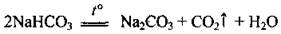 2NaHCO₃ ⇌ t° Na₂CO₃ + CO₂↑ + H₂O